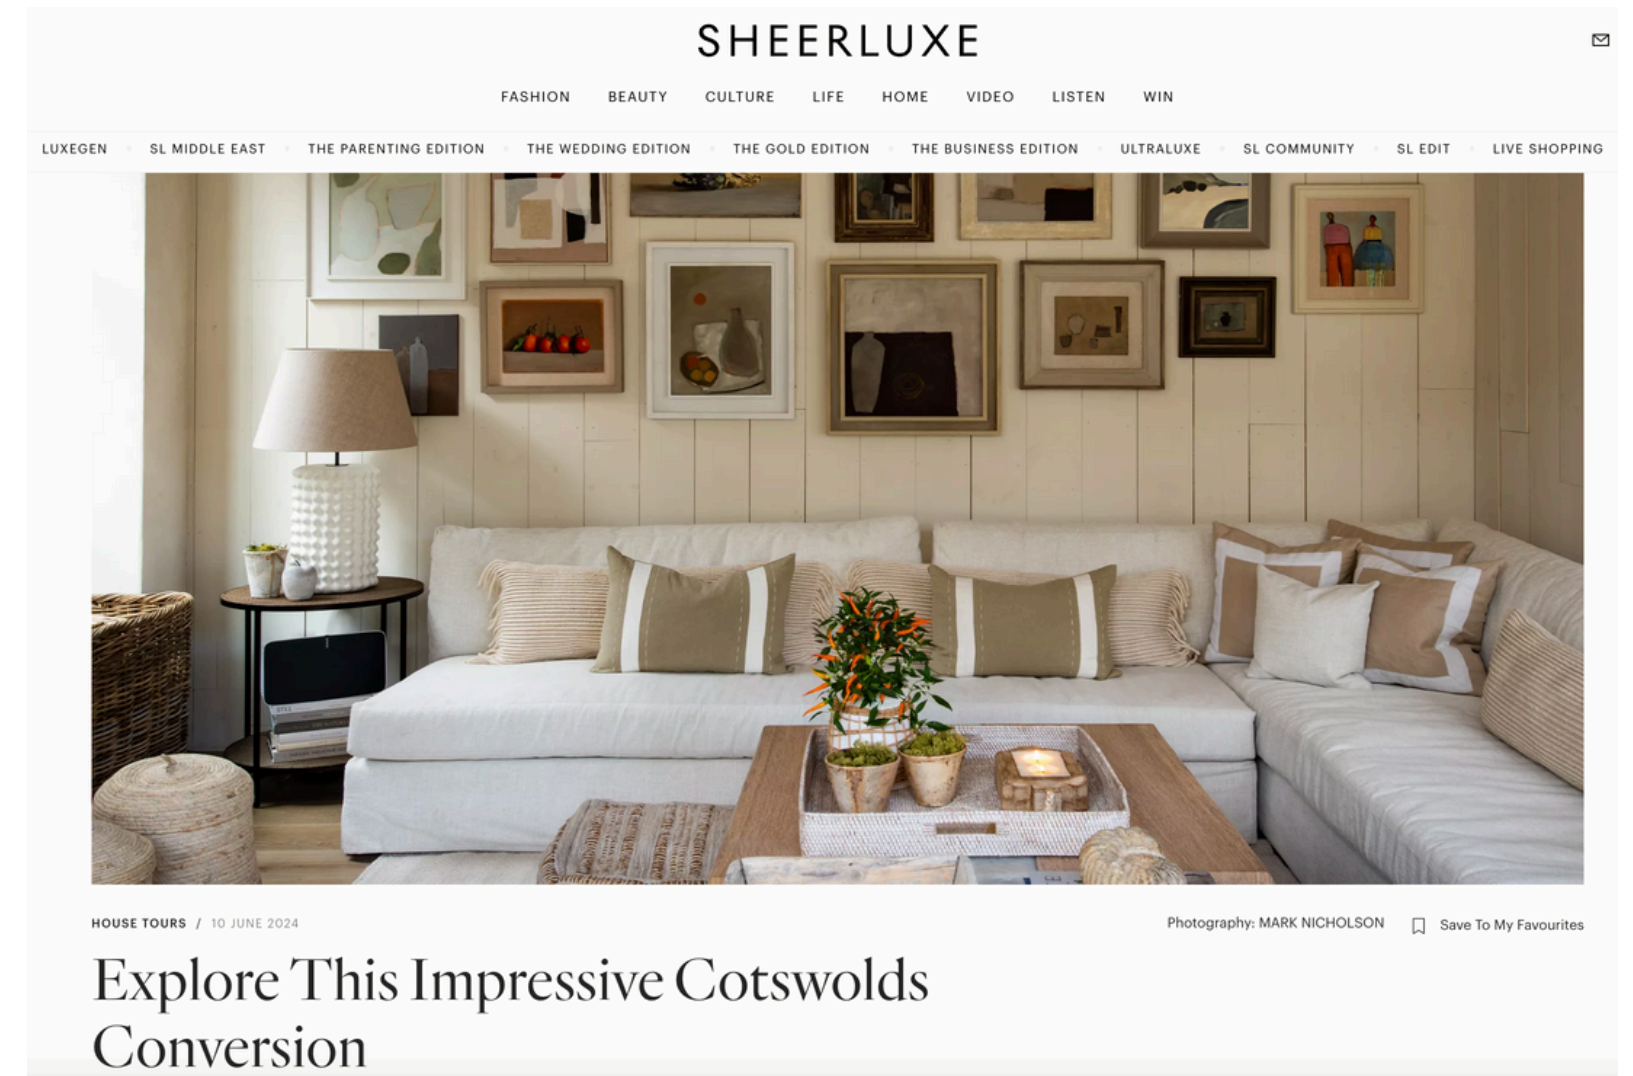 SHEERLUXE
FASHION BEAUTY CULTURE LIFE HOME VIDEO LISTEN WIN
LUXEGEN SL MIDDLE EAST THE PARENTING EDITION THE WEDDING EDITION THE GOLD EDITION THE BUSINESS EDITION ULTRALUXE SL COMMUNITY SL EDIT LIVE SHOPPING
HOUSE TOURS / 10 JUNE 2024
Photography: MARK NICHOLSON Save To My Favourites
Explore This Impressive Cotswolds
Conversion